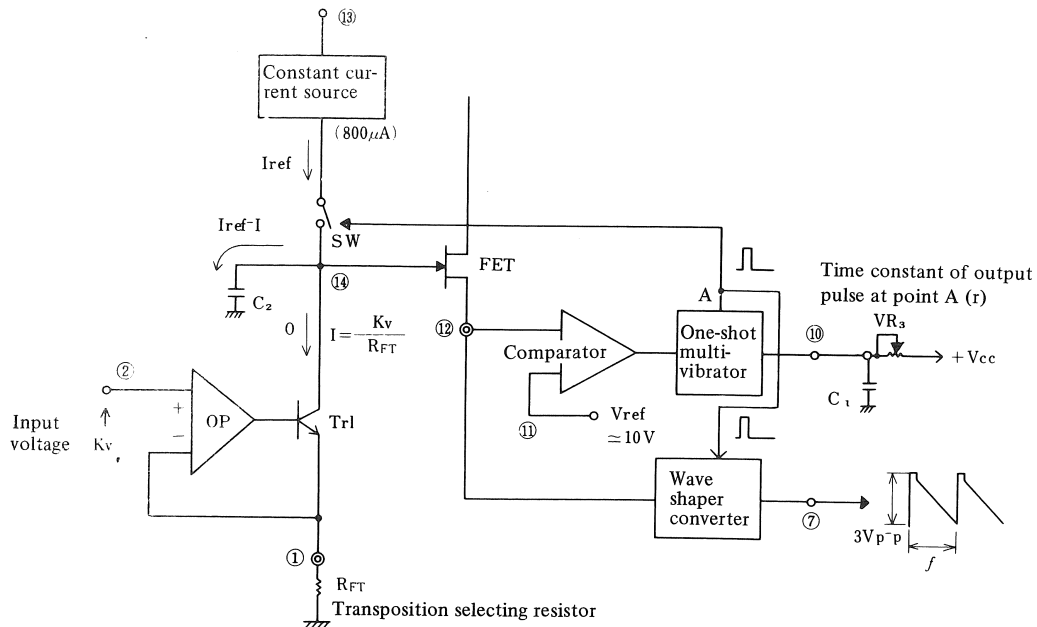 ⑬
Constant cur-
rent source
(800μA)
Iref
Iref-I
SW
C₂
⑭
FET
A
Time constant of output
pulse at point A (r)
VR₃
⑩
+Vcc
C₁
One-shot
multi-
vibrator
⑫
Comparator
0
I=Kv/RFT
②
Input
voltage
Kv
+
−
OP
Tr1
⑪
Vref
≃10V
Wave
shaper
converter
⑦
3Vp-p
f
①
RFT
Transposition selecting resistor